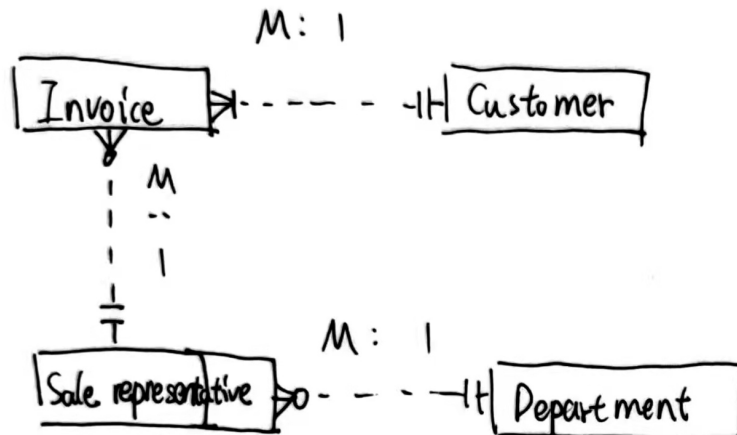 M: 1
Invoice
Customer
M
:
1
M: 1
Sale representative
Department